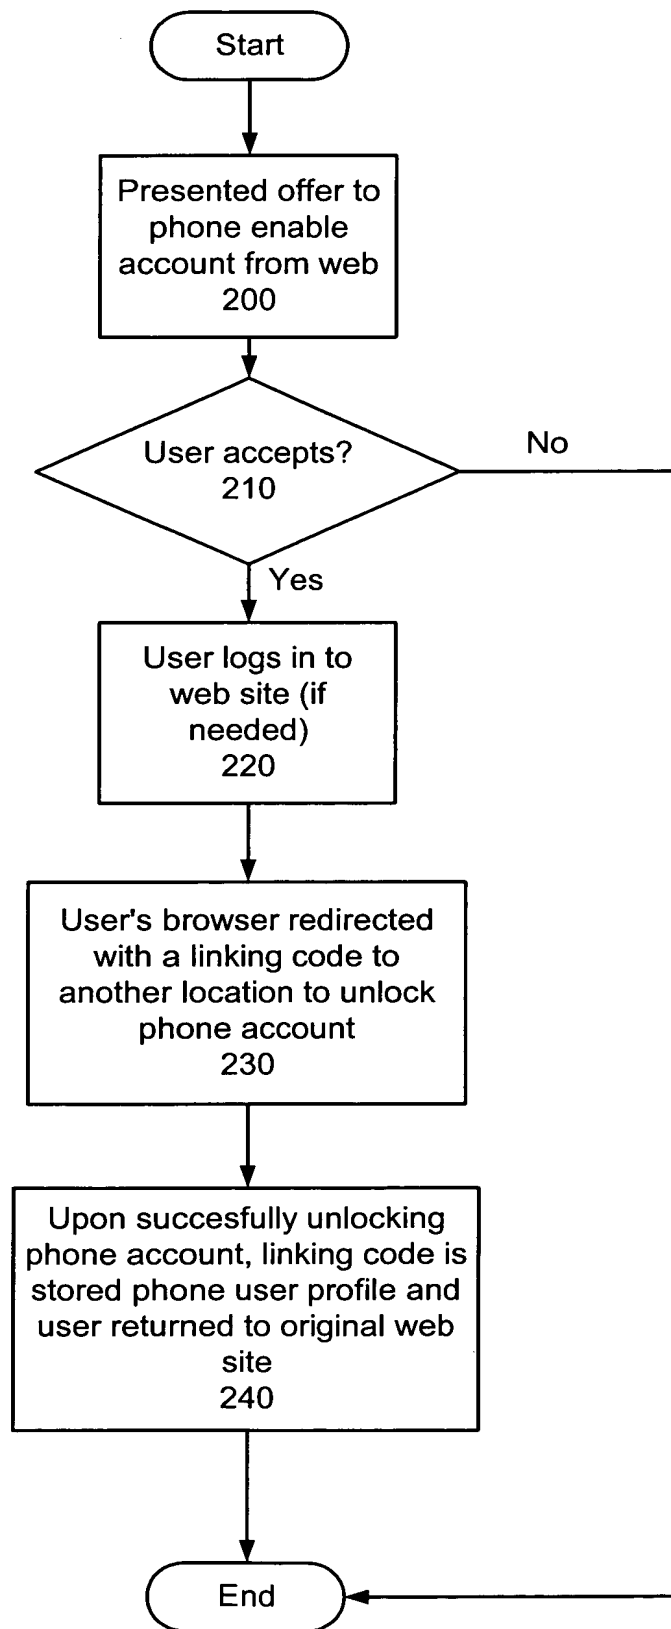 Start
Presented offer to
phone enable
account from web
200
User accepts?
210
No
Yes
User logs in to
web site (if
needed)
220
User's browser redirected
with a linking code to
another location to unlock
phone account
230
Upon succesfully unlocking
phone account, linking code is
stored phone user profile and
user returned to original web
site
240
End